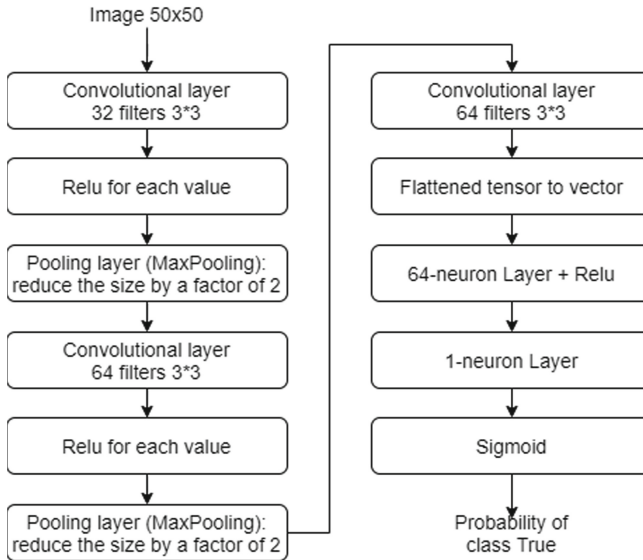 Image 50x50
Convolutional layer
32 filters 3*3
Relu for each value
Pooling layer (MaxPooling):
reduce the size by a factor of 2
Convolutional layer
64 filters 3*3
Relu for each value
Pooling layer (MaxPooling):
reduce the size by a factor of 2
Convolutional layer
64 filters 3*3
Flattened tensor to vector
64-neuron Layer + Relu
1-neuron Layer
Sigmoid
Probability of
class True